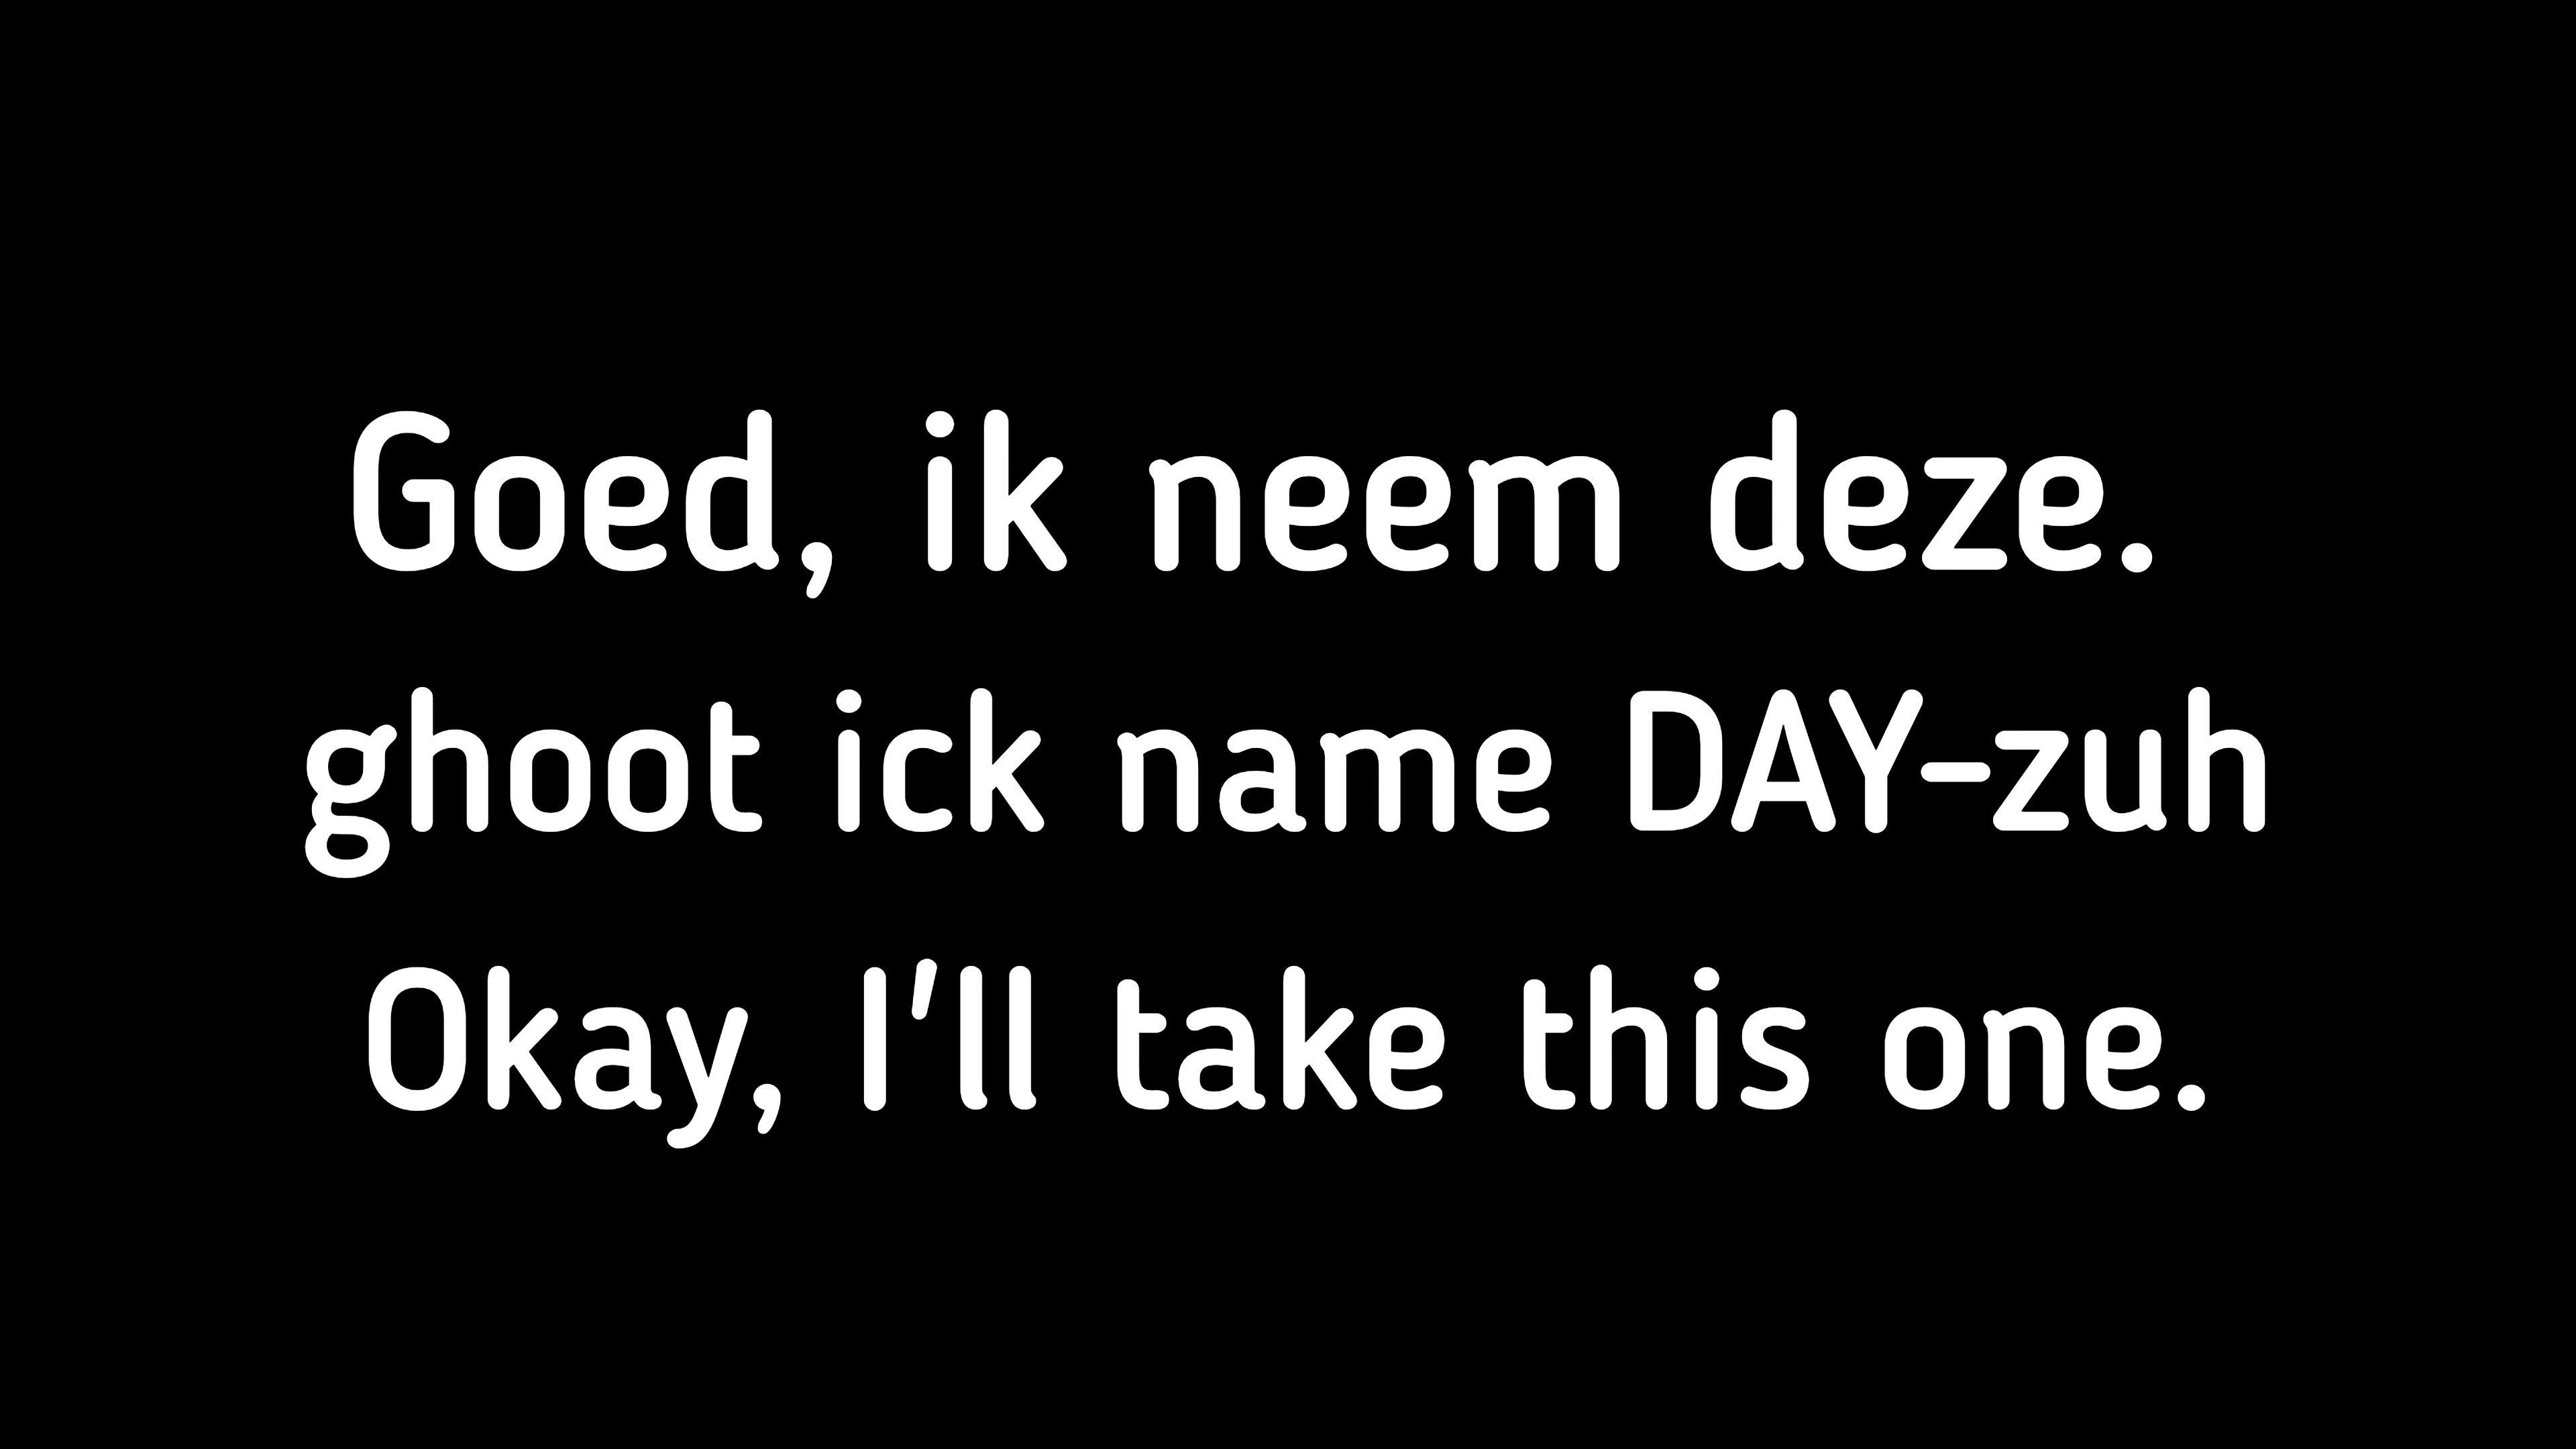 Goed, ik neem deze.
ghoot ick name DAY-zuh
Okay, I'll take this one.